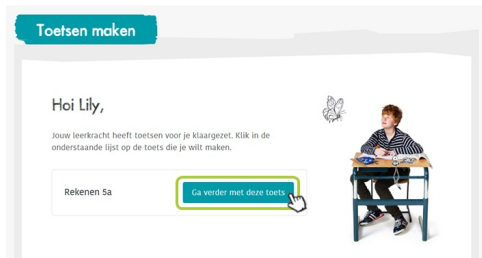 Toetsen maken
Hoi Lily,
Jouw leerkracht heeft toetsen voor je klaargezet. Klik in de
onderstaande lijst op de toets die je wilt maken.
Rekenen 5a
Ga verder met deze toets